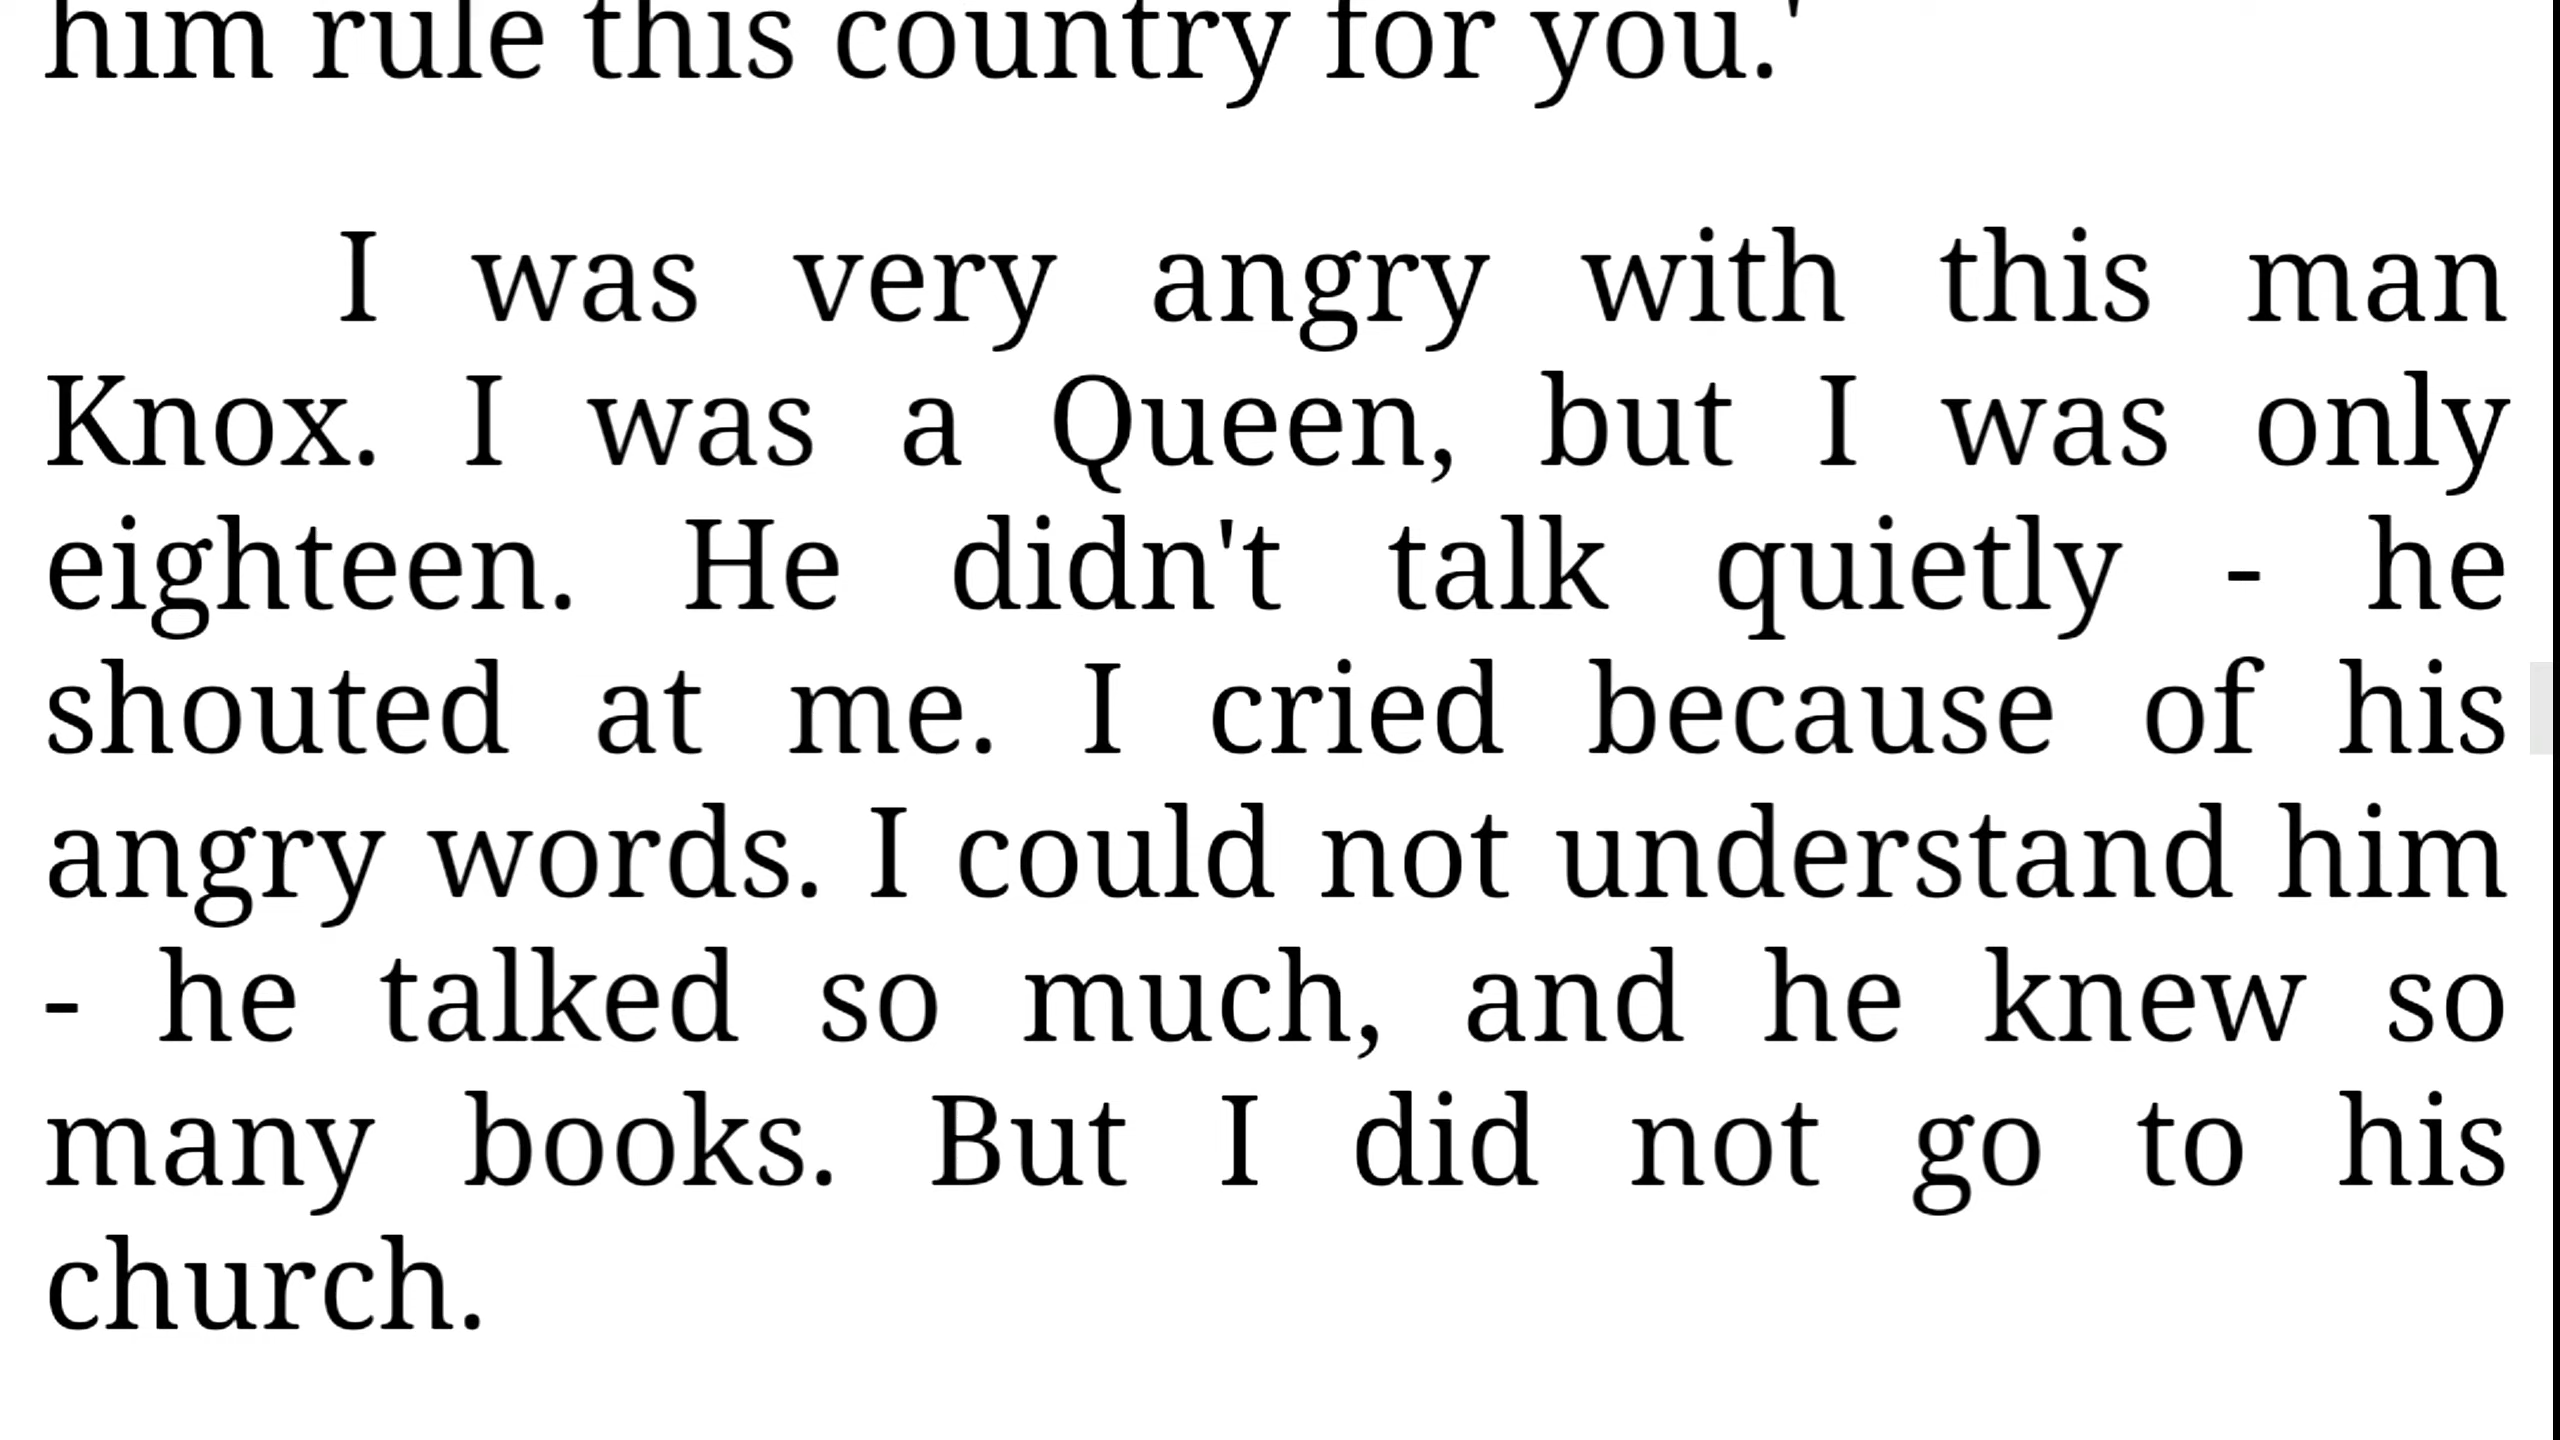 him rule this country for you.'
I was very angry with this man
Knox. I was a Queen, but I was only
eighteen. He didn't talk quietly - he
shouted at me. I cried because of his
angry words. I could not understand him
- he talked so much, and he knew so
many books. But I did not go to his
church.